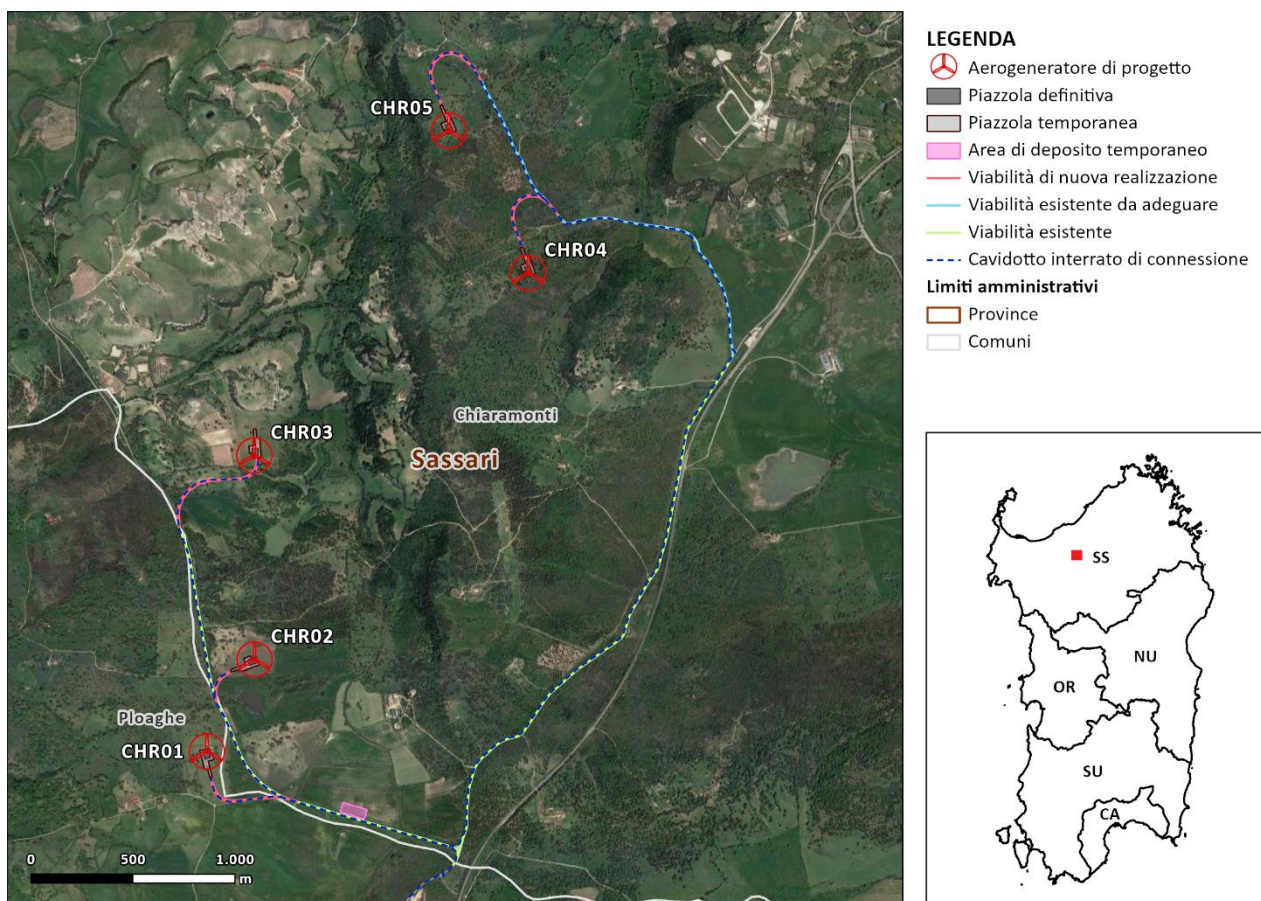 CHR05
CHR04
Chiaramonti
CHR03
Sassari
CHR02
Ploaghe
CHR01
0 500 1.000
m
LEGENDA
Aerogeneratore di progetto
Piazzola definitiva
Piazzola temporanea
Area di deposito temporaneo
Viabilità di nuova realizzazione
Viabilità esistente da adeguare
Viabilità esistente
Cavidotto interrato di connessione
Limiti amministrativi
Province
Comuni
SS
NU
OR
SU
CA